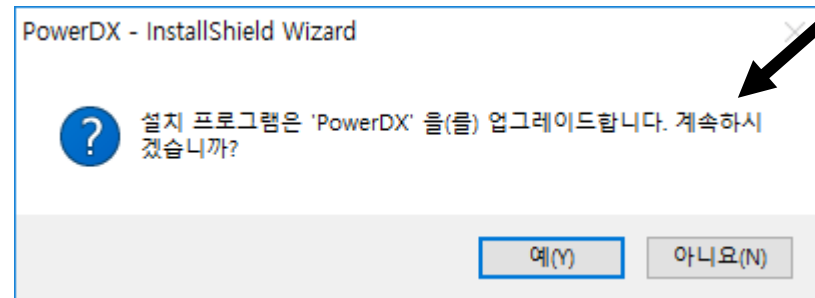 PowerDX - InstallShield Wizard
설치 프로그램은 'PowerDX' 을(를) 업그레이드합니다. 계속하시
겠습니까?
예(Y)
아니요(N)